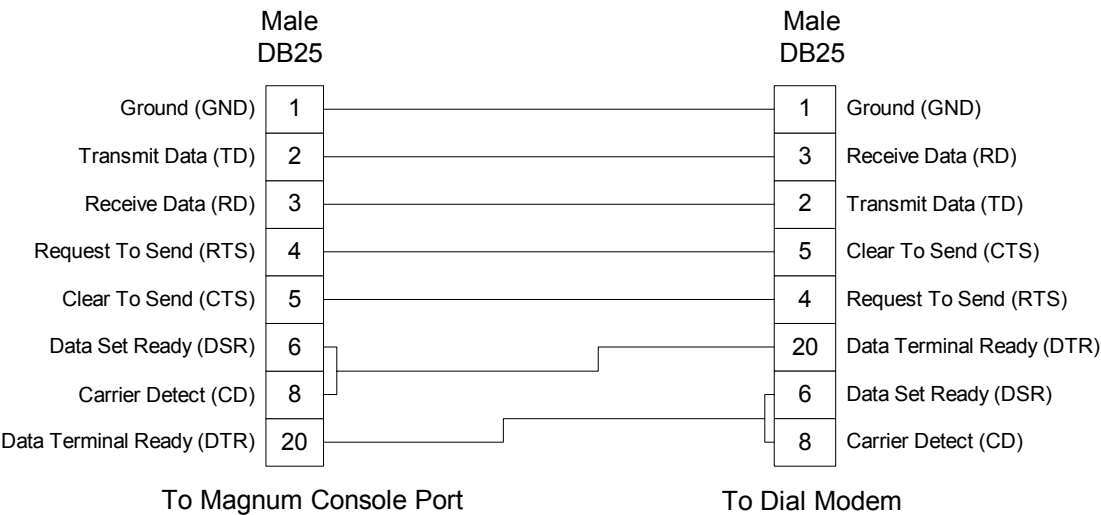 Male
DB25
Male
DB25
Ground (GND) 1 1 Ground (GND)
Transmit Data (TD) 2 3 Receive Data (RD)
Receive Data (RD) 3 2 Transmit Data (TD)
Request To Send (RTS) 4 5 Clear To Send (CTS)
Clear To Send (CTS) 5 4 Request To Send (RTS)
Data Set Ready (DSR) 6 20 Data Terminal Ready (DTR)
Carrier Detect (CD) 8 6 Data Set Ready (DSR)
Data Terminal Ready (DTR) 20 8 Carrier Detect (CD)
To Magnum Console Port
To Dial Modem